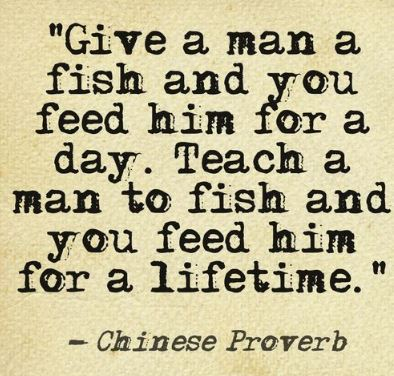 "Give a man a
fish and you
feed him for a
day. Teach a
man to fish and
you feed him
for a lifetime."
- Chinese Proverb